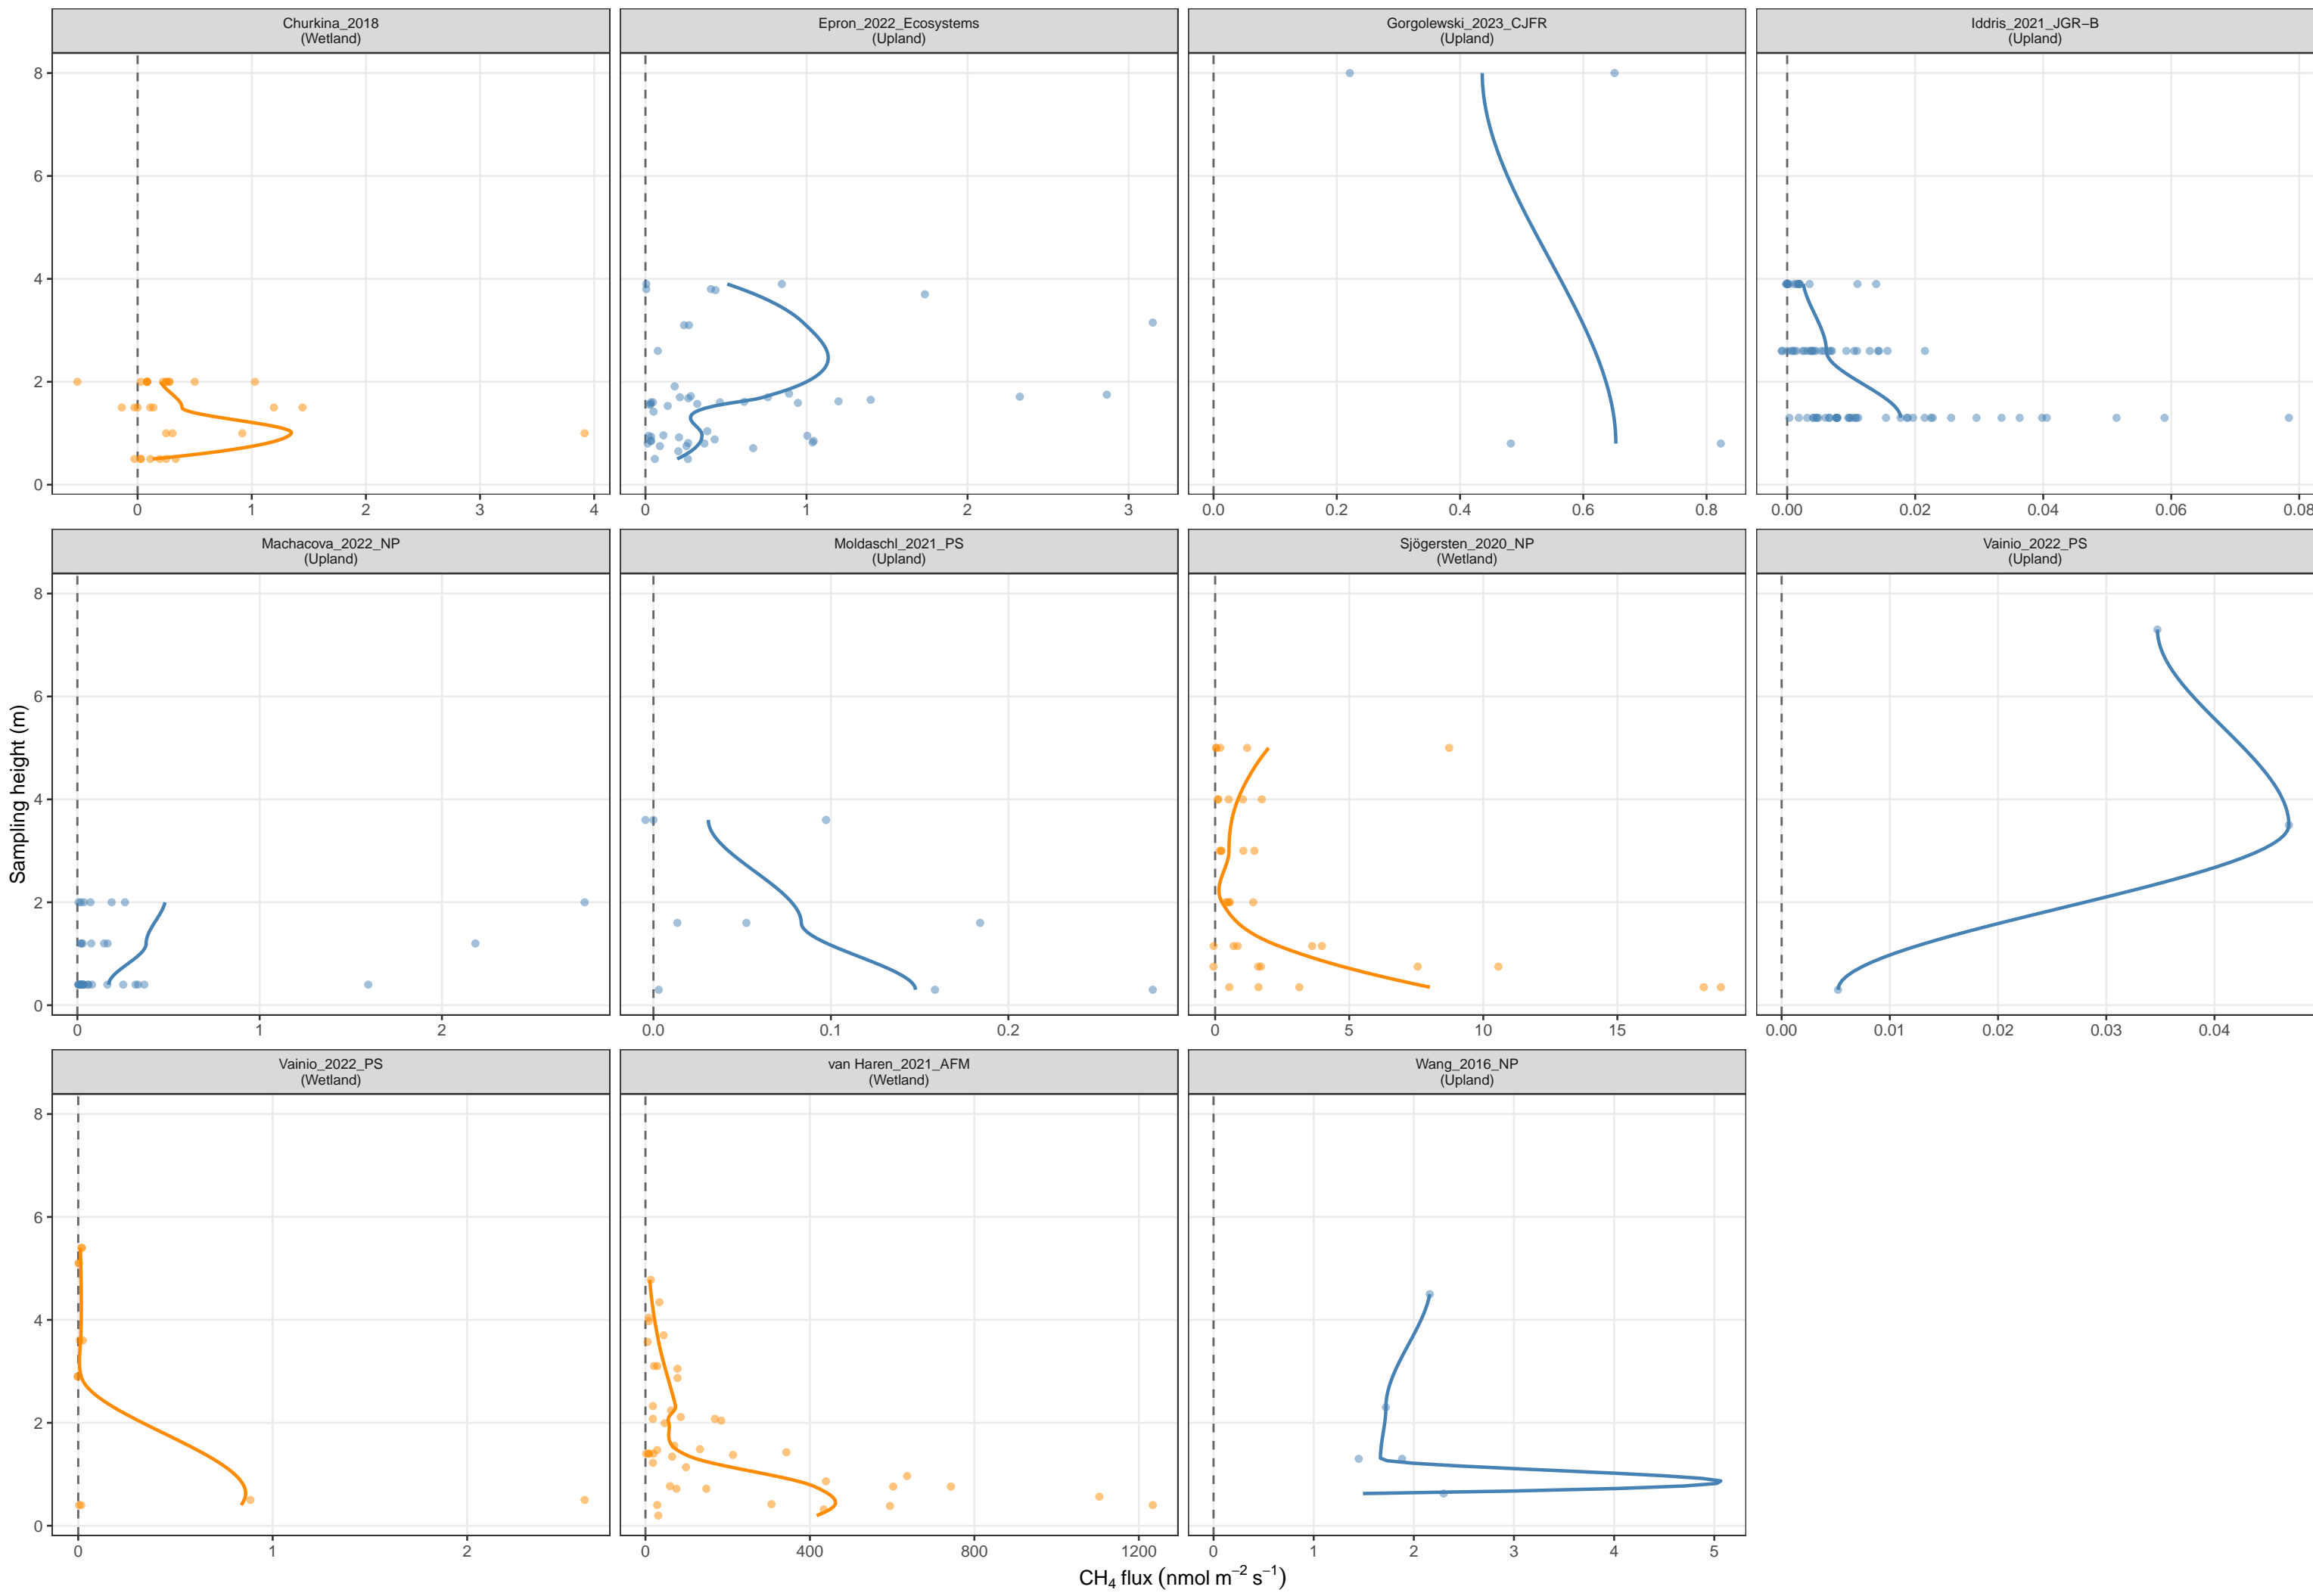 Churkina_2018
(Wetland)
Epron_2022_Ecosystems
(Upland)
Gorgolewski_2023_CJFR
(Upland)
Iddris_2021_JGR−B
(Upland)
8
6
4
2
0
0 1 2 3 4
0 1 2 3
0.0 0.2 0.4 0.6 0.8
0.00 0.02 0.04 0.06 0.08
Machacova_2022_NP
(Upland)
Moldaschl_2021_PS
(Upland)
Sjögersten_2020_NP
(Wetland)
Vainio_2022_PS
(Upland)
Sampling height (m)
8
6
4
2
0
0 1 2
0.0 0.1 0.2
0 5 10 15
0.00 0.01 0.02 0.03 0.04
Vainio_2022_PS
(Wetland)
van Haren_2021_AFM
(Wetland)
Wang_2016_NP
(Upland)
8
6
4
2
0
0 1 2
0 400 800 1200
0 1 2 3 4 5
CH₄ flux (nmol m⁻² s⁻¹)